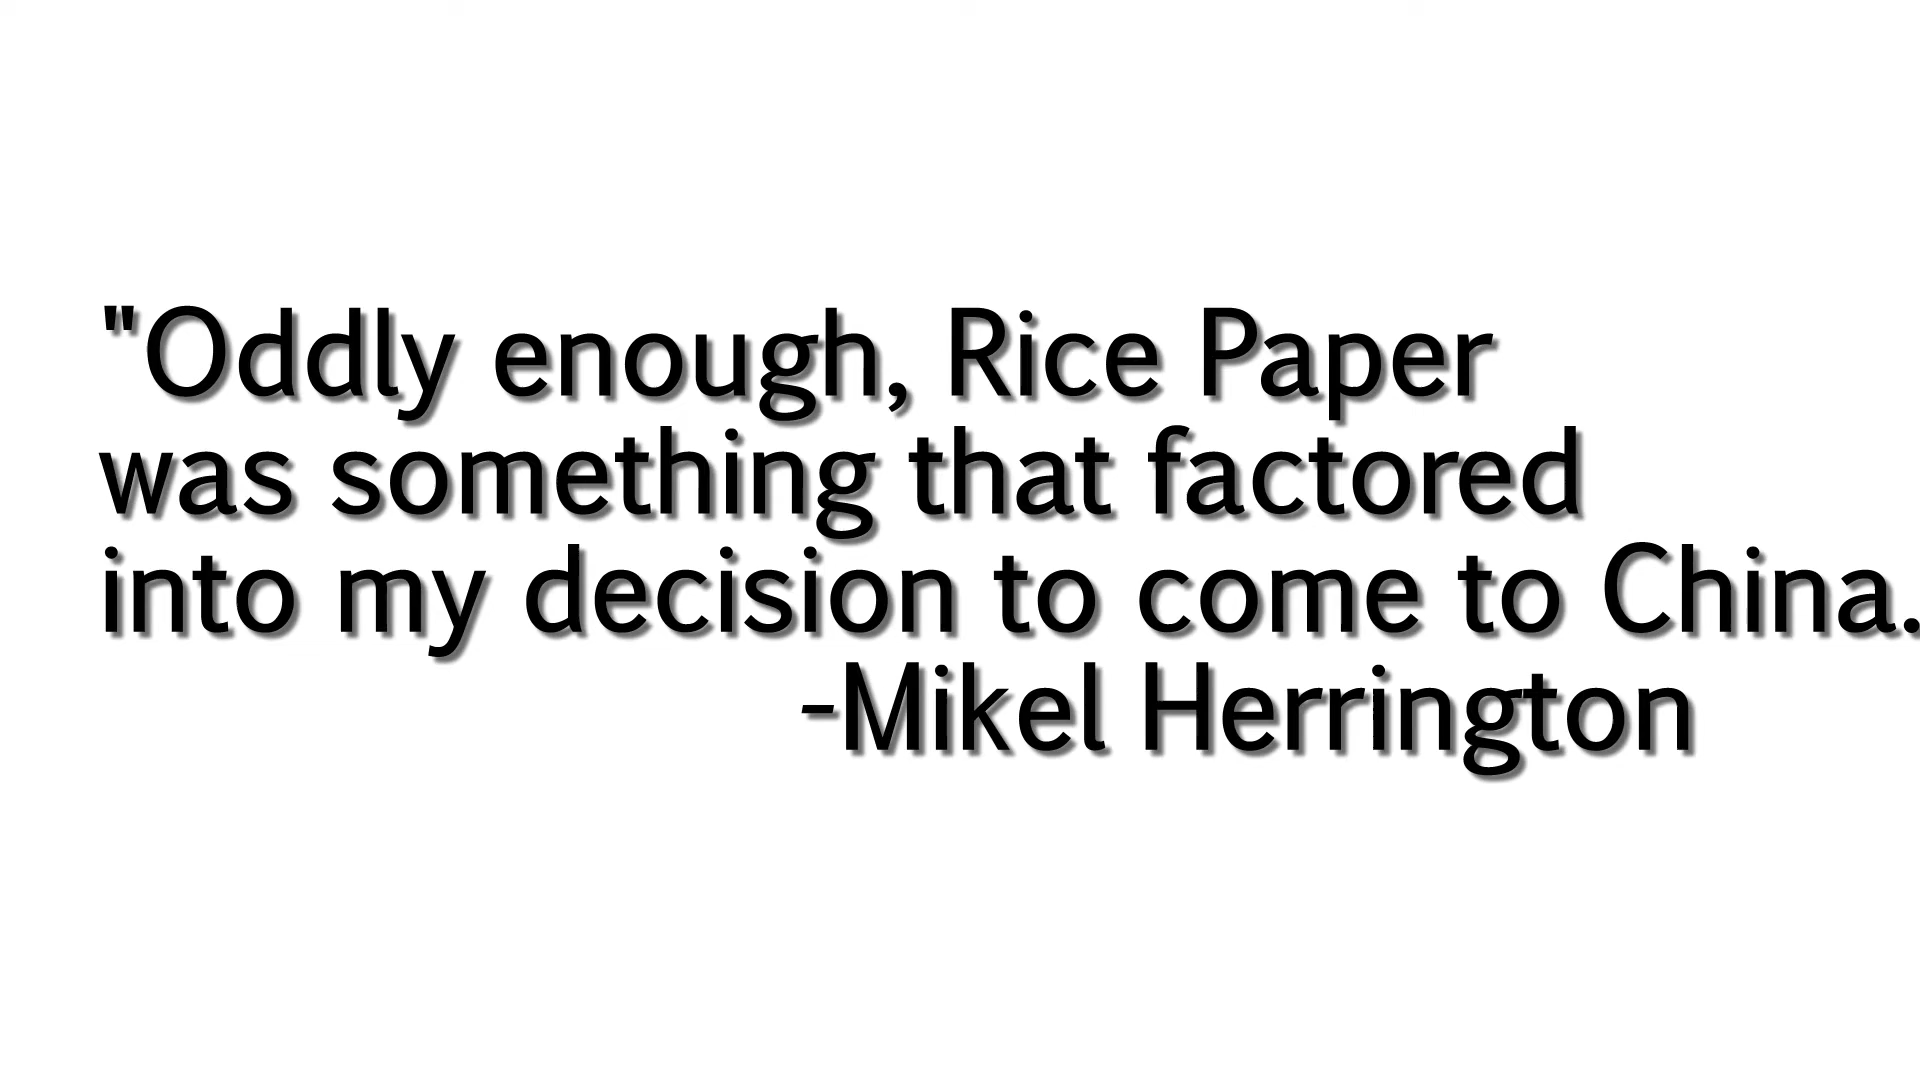 "Oddly enough, Rice Paper
was something that factored
into my decision to come to China.
-Mikel Herrington